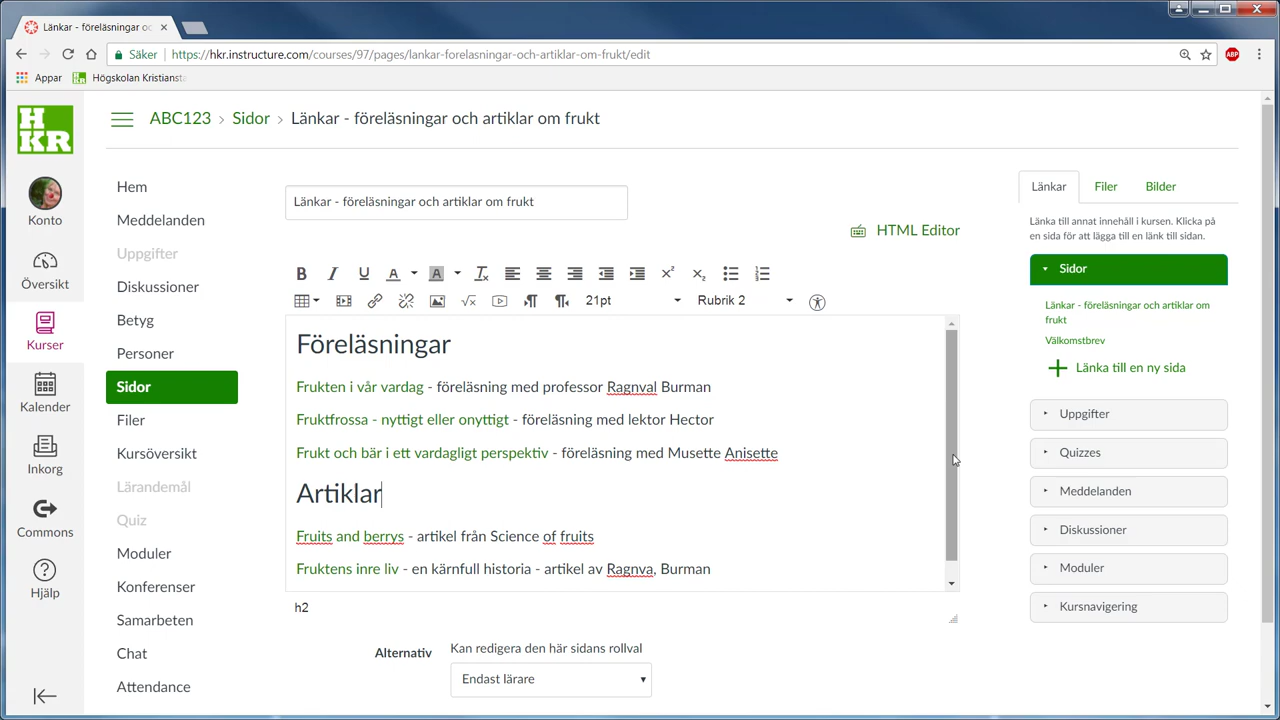 Länkar - föreläsningar oc
Säker
https://hkr.instructure.com/courses/97/pages/lankar-forelasningar-och-artiklar-om-frukt/edit
ABP
Appar
Högskolan Kristiansta
HKR
ABC123 > Sidor > Länkar - föreläsningar och artiklar om frukt
Konto
Översikt
Kurser
Kalender
Inkorg
Commons
Hjälp
Hem
Meddelanden
Uppgifter
Diskussioner
Betyg
Personer
Sidor
Filer
Kursöversikt
Lärandemål
Quiz
Moduler
Konferenser
Samarbeten
Chat
Attendance
Länkar - föreläsningar och artiklar om frukt
HTML Editor
21pt
Rubrik 2
Föreläsningar
Frukten i vår vardag - föreläsning med professor Ragnval Burman
Fruktfrossa - nyttigt eller onyttigt - föreläsning med lektor Hector
Frukt och bär i ett vardagligt perspektiv - föreläsning med Musette Anisette
Artiklar
Fruits and berrys - artikel från Science of fruits
Fruktens inre liv - en kärnfull historia - artikel av Ragnva, Burman
h2
Alternativ
Kan redigera den här sidans rollval
Endast lärare
Länkar
Filer
Bilder
Länka till annat innehåll i kursen. Klicka på
en sida för att lägga till en länk till sidan.
Sidor
Länkar - föreläsningar och artiklar om
frukt
Välkomstbrev
Länka till en ny sida
Uppgifter
Quizzes
Meddelanden
Diskussioner
Moduler
Kursnavigering